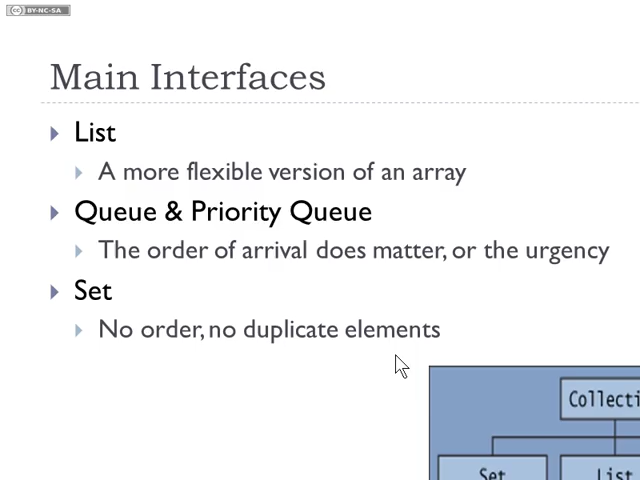 BY-NC-SA
Main Interfaces
List
A more flexible version of an array
Queue & Priority Queue
The order of arrival does matter, or the urgency
Set
No order, no duplicate elements
Collecti
Set List